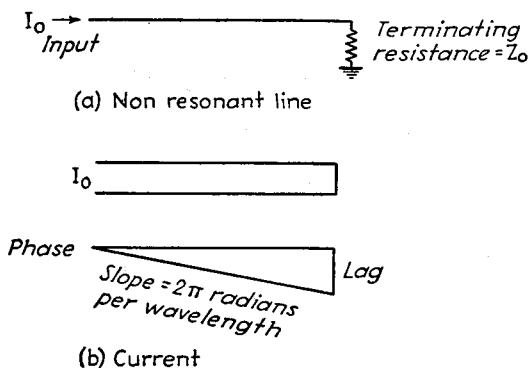 I₀ → Input
Terminating
resistance = Z₀
(a) Non resonant line
I₀
Phase
Slope = 2π radians
per wavelength
Lag
(b) Current